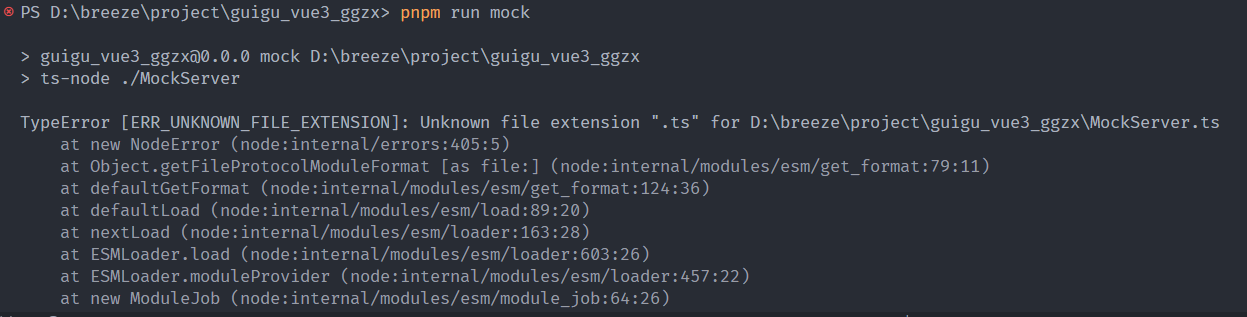 PS D:\breeze\project\guigu_vue3_ggzx> pnpm run mock
> guigu_vue3_ggzx@0.0.0 mock D:\breeze\project\guigu_vue3_ggzx
> ts-node ./MockServer
TypeError [ERR_UNKNOWN_FILE_EXTENSION]: Unknown file extension ".ts" for D:\breeze\project\guigu_vue3_ggzx\MockServer.ts
at new NodeError (node:internal/errors:405:5)
at Object.getFileProtocolModuleFormat [as file:] (node:internal/modules/esm/get_format:79:11)
at defaultGetFormat (node:internal/modules/esm/get_format:124:36)
at defaultLoad (node:internal/modules/esm/load:89:20)
at nextLoad (node:internal/modules/esm/loader:163:28)
at ESMLoader.load (node:internal/modules/esm/loader:603:26)
at ESMLoader.moduleProvider (node:internal/modules/esm/loader:457:22)
at new ModuleJob (node:internal/modules/esm/module_job:64:26)